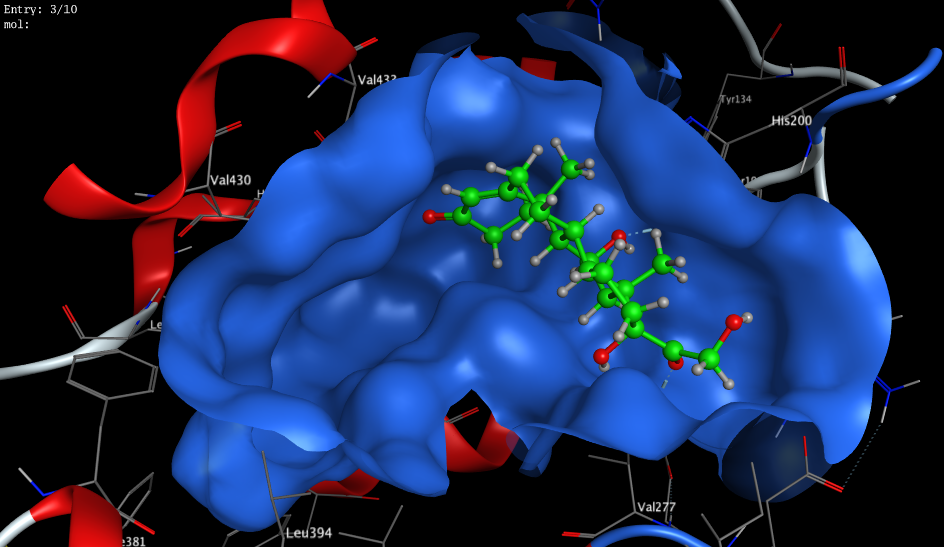 Entry: 3/10
mol:
Val433
Tyr134
His200
Val430
Val277
Leu394